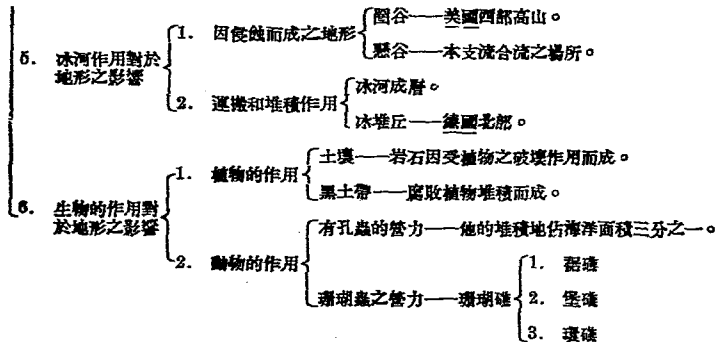 圈谷——美國西部高山。
1. 因侵蝕而成之地形
懸谷——本支流合流之場所。
5. 冰河作用對於
地形之影響
冰河成層。
2. 運搬和堆積作用
冰堆丘——德國北部。
土壤——岩石因受植物之破壞作用而成。
1. 植物的作用
黑土帶——腐敗植物堆積而成。
6. 生物的作用對
於地形之影響
有孔蟲的營力——他的堆積地佔海洋面積三分之一。
2. 動物的作用
1. 裾礁
珊瑚蟲之營力——珊瑚礁
2. 堡礁
3. 環礁